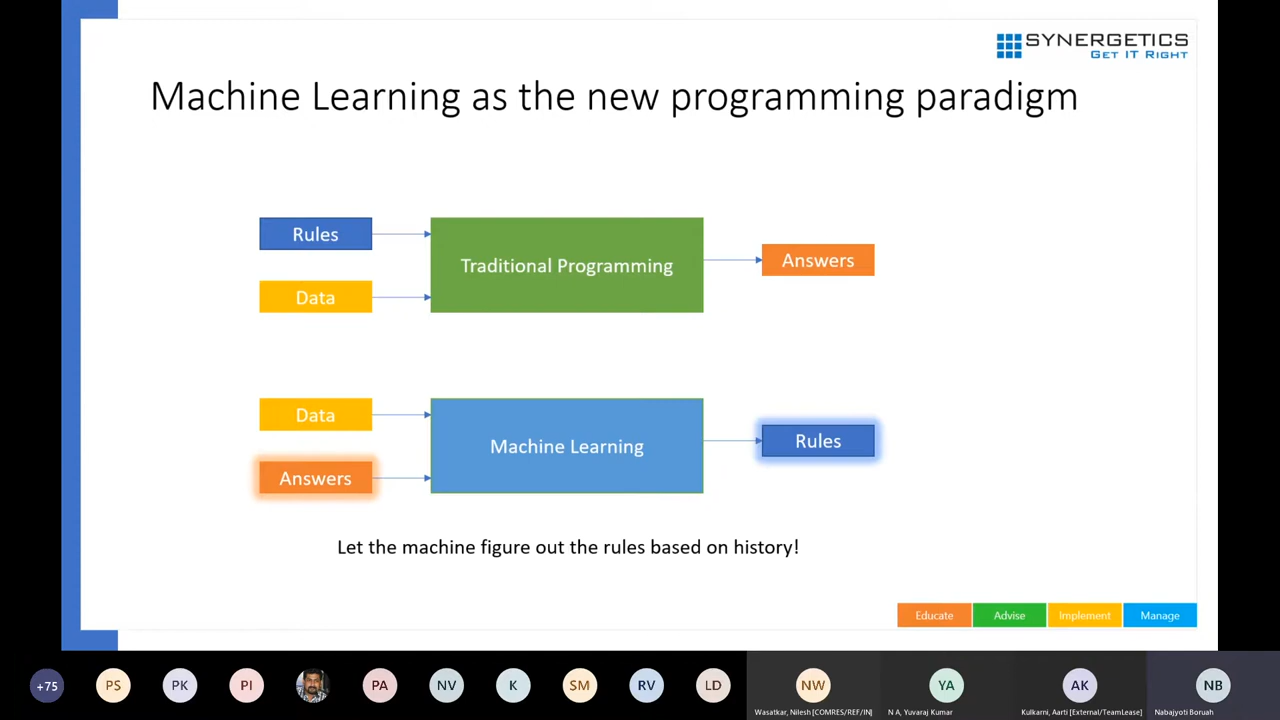 SYNERGETICS
GET IT RIGHT
Machine Learning as the new programming paradigm
Rules
Data
Traditional Programming
Answers
Data
Answers
Machine Learning
Rules
Let the machine figure out the rules based on history!
Educate Advise Implement Manage
+75 PS PK PI PA NV K SM RV LD NW YA AK NB
Wasatkar, Nilesh [COMRES/REF/IN] N A, Yuvaraj Kumar Kulkarni, Aarti [External/TeamLease] Nabajyoti Boruah